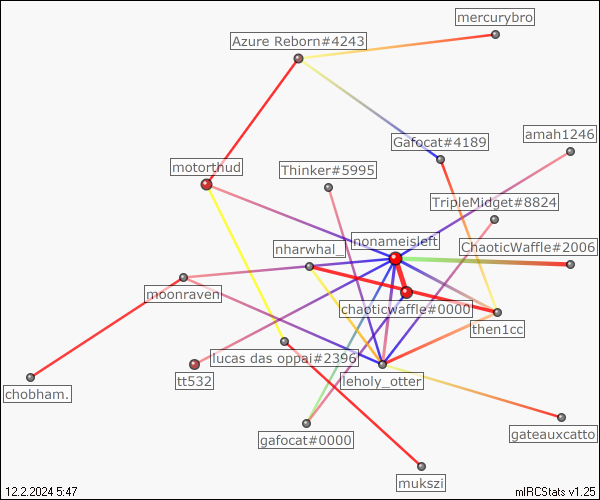 mercurybro
Azure Reborn#4243
amah1246
Gafocat#4189
motorthud
Thinker#5995
TripleMidget#8824
nonameisleft
ChaoticWaffle#2006
nharwhal_
moonraven
chaoticwaffle#0000
then1cc
lucas das oppai#2396
tt532
leholy_otter
chobham.
gafocat#0000
gateauxcatto
mukszi
12.2.2024 5:47
mIRCStats v1.25